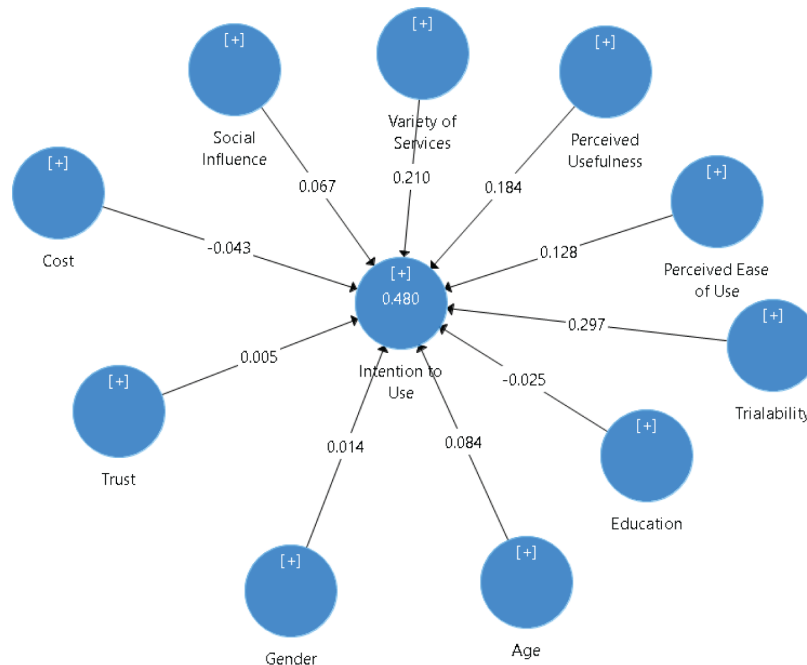 [+]
Social
Influence
[+]
Variety of
Services
[+]
Perceived
Usefulness
[+]
Cost
[+]
Perceived Ease
of Use
0.067
0.210
0.184
-0.043
0.128
[+]
0.480
Intention to
Use
[+]
Trialability
0.297
0.005
-0.025
0.014
0.084
[+]
Trust
[+]
Education
[+]
Gender
[+]
Age